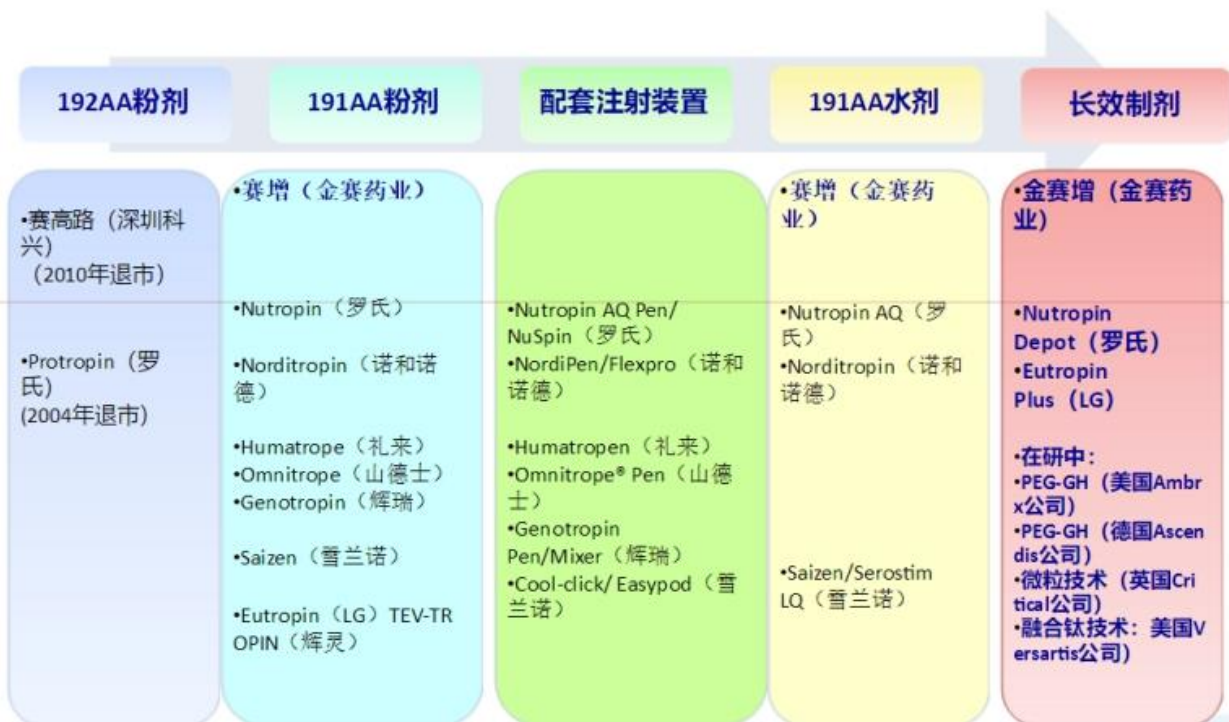 192AA粉剂
191AA粉剂
配套注射装置
191AA水剂
长效制剂
•赛高路（深圳科
兴）
（2010年退市）
•Protropin（罗
氏）
(2004年退市）
•赛增（金赛药业）
•Nutropin（罗氏）
•Norditropin（诺和诺
德）
•Humatrope（礼来）
•Omnitrope（山德士）
•Genotropin（辉瑞）
•Saizen（雪兰诺）
•Eutropin（LG）TEV-TR
OPIN（辉灵）
•Nutropin AQ Pen/
NuSpin（罗氏）
•NordiPen/Flexpro（诺和
诺德）
•Humatropen（礼来）
•Omnitrope® Pen（山德
士）
•Genotropin
Pen/Mixer（辉瑞）
•Cool-click/ Easypod（雪
兰诺）
•赛增（金赛药
业）
•Nutropin AQ（罗
氏）
•Norditropin（诺和
诺德）
•Saizen/Serostim
LQ（雪兰诺）
•金赛增（金赛药
业）
•Nutropin
Depot（罗氏）
•Eutropin
Plus（LG）
•在研中：
•PEG-GH（美国Ambr
x公司）
•PEG-GH（德国Ascen
dis公司）
•微粒技术（英国Cri
tical公司）
•融合钛技术：美国V
ersartis公司）